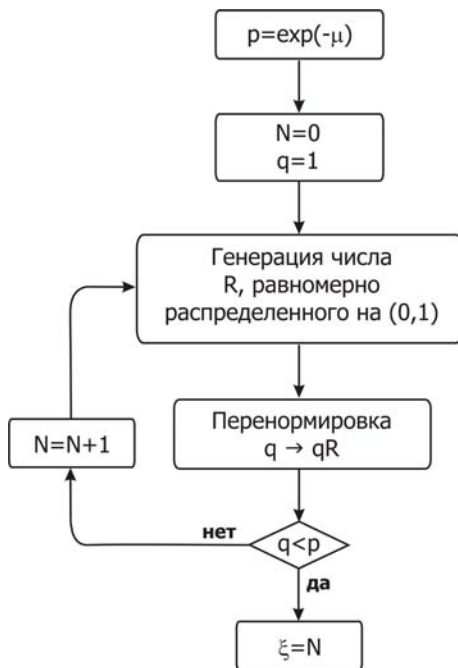 p=exp(-μ)
N=0
q=1
Генерация числа
R, равномерно
распределенного на (0,1)
Перенормировка
q → qR
N=N+1
нет
q<p
да
ξ=N